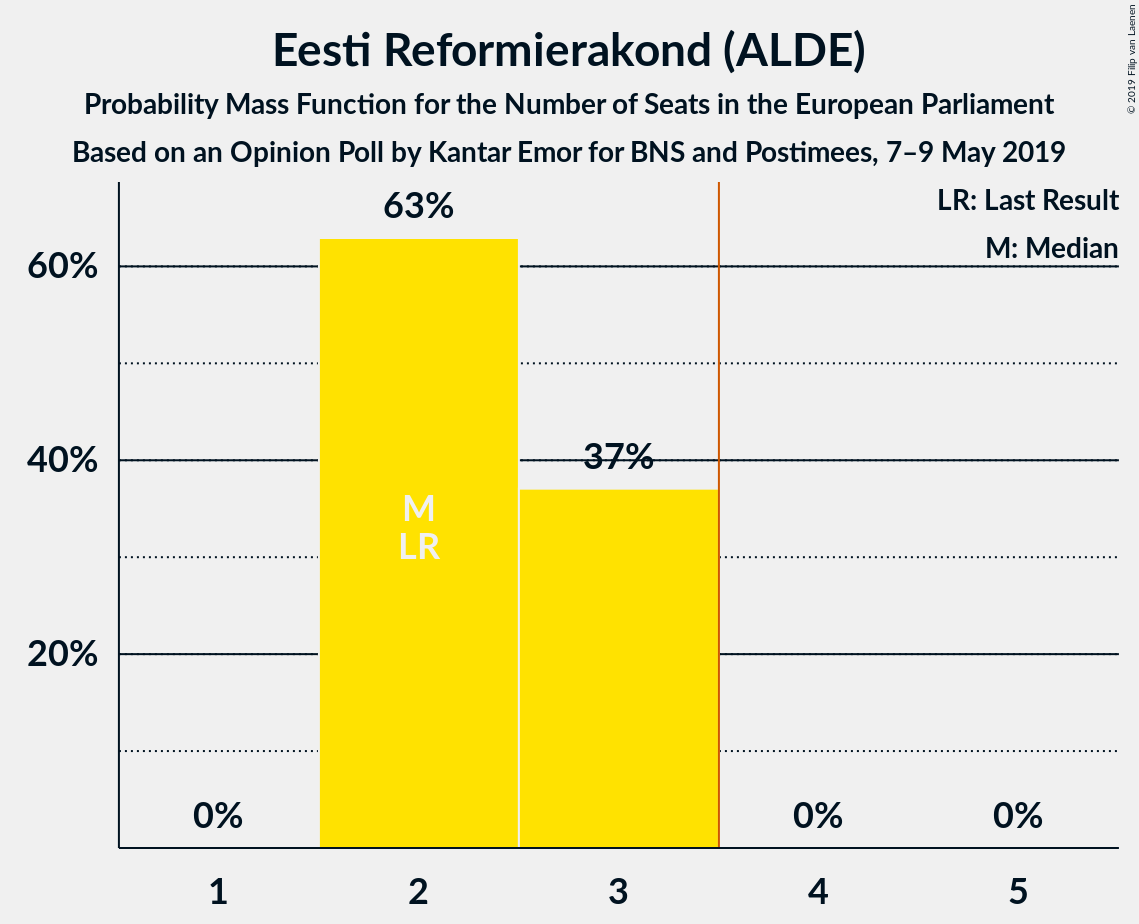 Eesti Reformierakond (ALDE)
Probability Mass Function for the Number of Seats in the European Parliament
Based on an Opinion Poll by Kantar Emor for BNS and Postimees, 7–9 May 2019
© 2019 Filip van Laenen
LR: Last Result
M: Median
63%
60%
37%
40%
M
LR
20%
0%
0%
0%
1
2
3
4
5